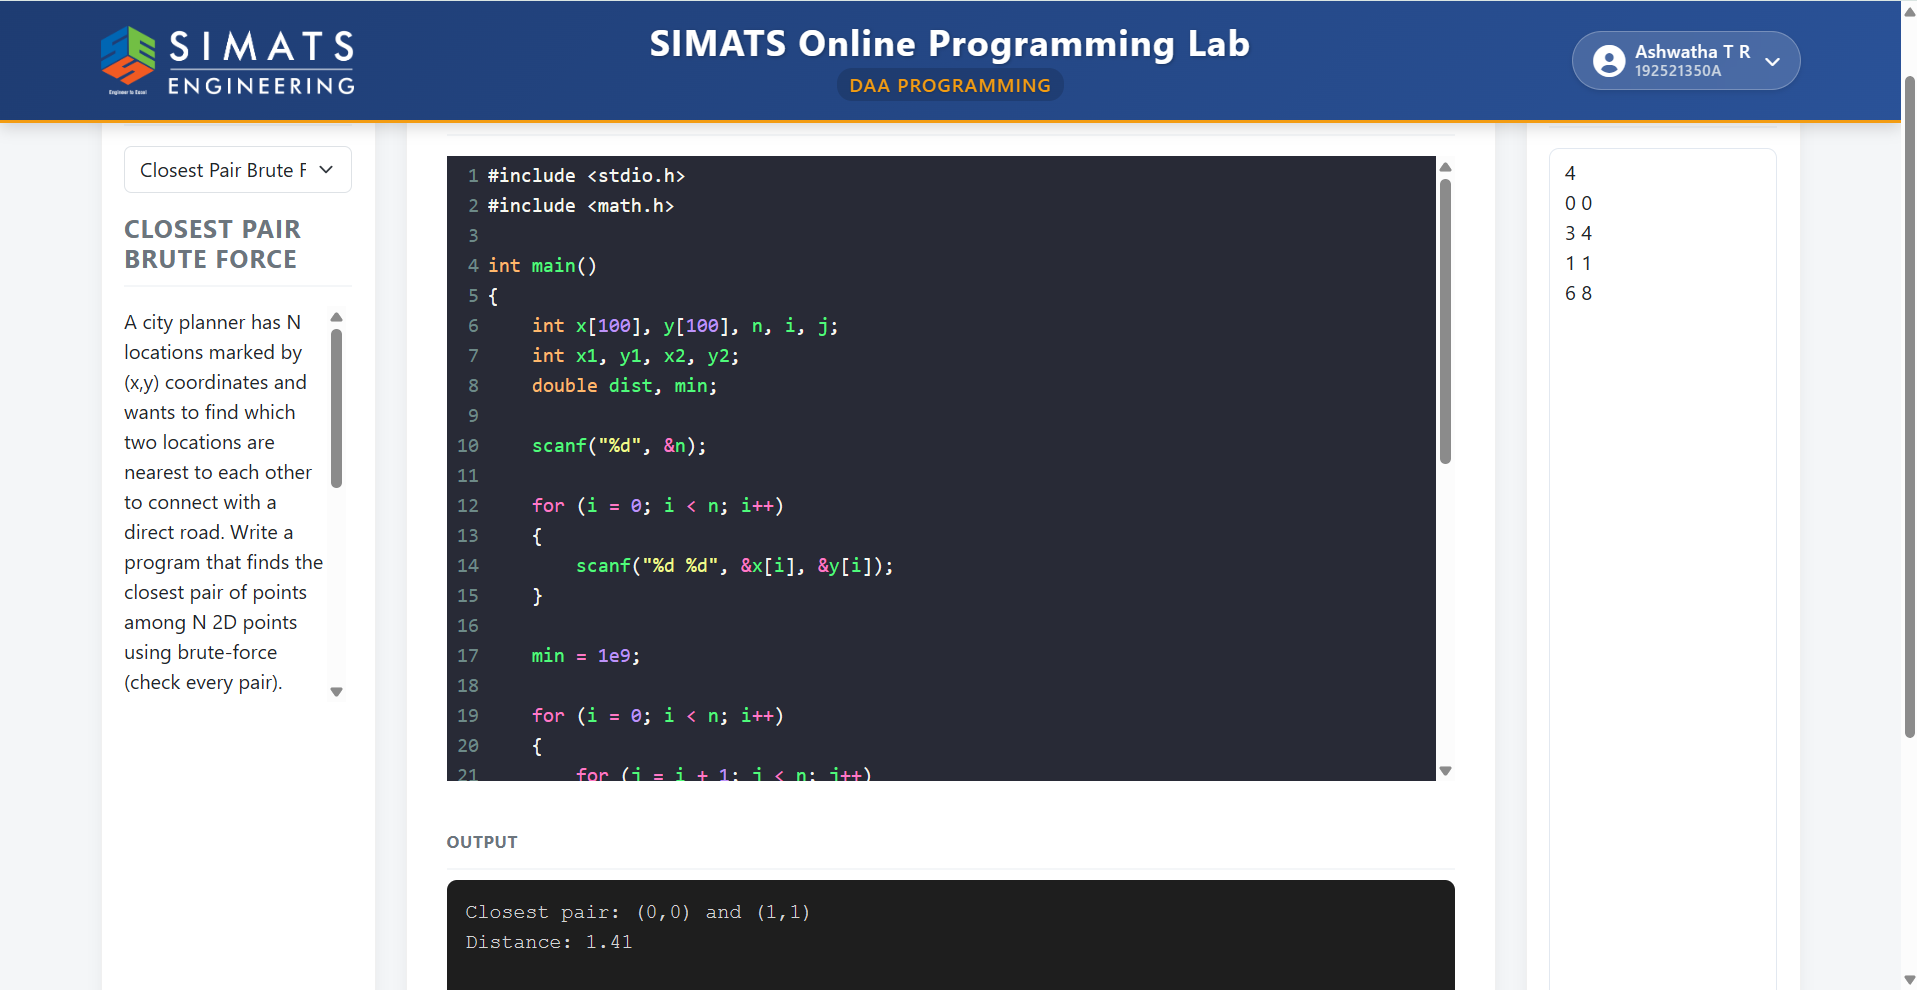 SIMATS
ENGINEERING
Engineer to Excel
SIMATS Online Programming Lab
DAA PROGRAMMING
Ashwatha T R
192521350A
Closest Pair Brute F
CLOSEST PAIR
BRUTE FORCE
A city planner has N
locations marked by
(x,y) coordinates and
wants to find which
two locations are
nearest to each other
to connect with a
direct road. Write a
program that finds the
closest pair of points
among N 2D points
using brute-force
(check every pair).
1 #include <stdio.h>
2 #include <math.h>
3
4 int main()
5 {
6     int x[100], y[100], n, i, j;
7     int x1, y1, x2, y2;
8     double dist, min;
9
10     scanf("%d", &n);
11
12     for (i = 0; i < n; i++)
13     {
14         scanf("%d %d", &x[i], &y[i]);
15     }
16
17     min = 1e9;
18
19     for (i = 0; i < n; i++)
20     {
21         for (j = i + 1; j < n; j++)
OUTPUT
Closest pair: (0,0) and (1,1)
Distance: 1.41
4
0 0
3 4
1 1
6 8